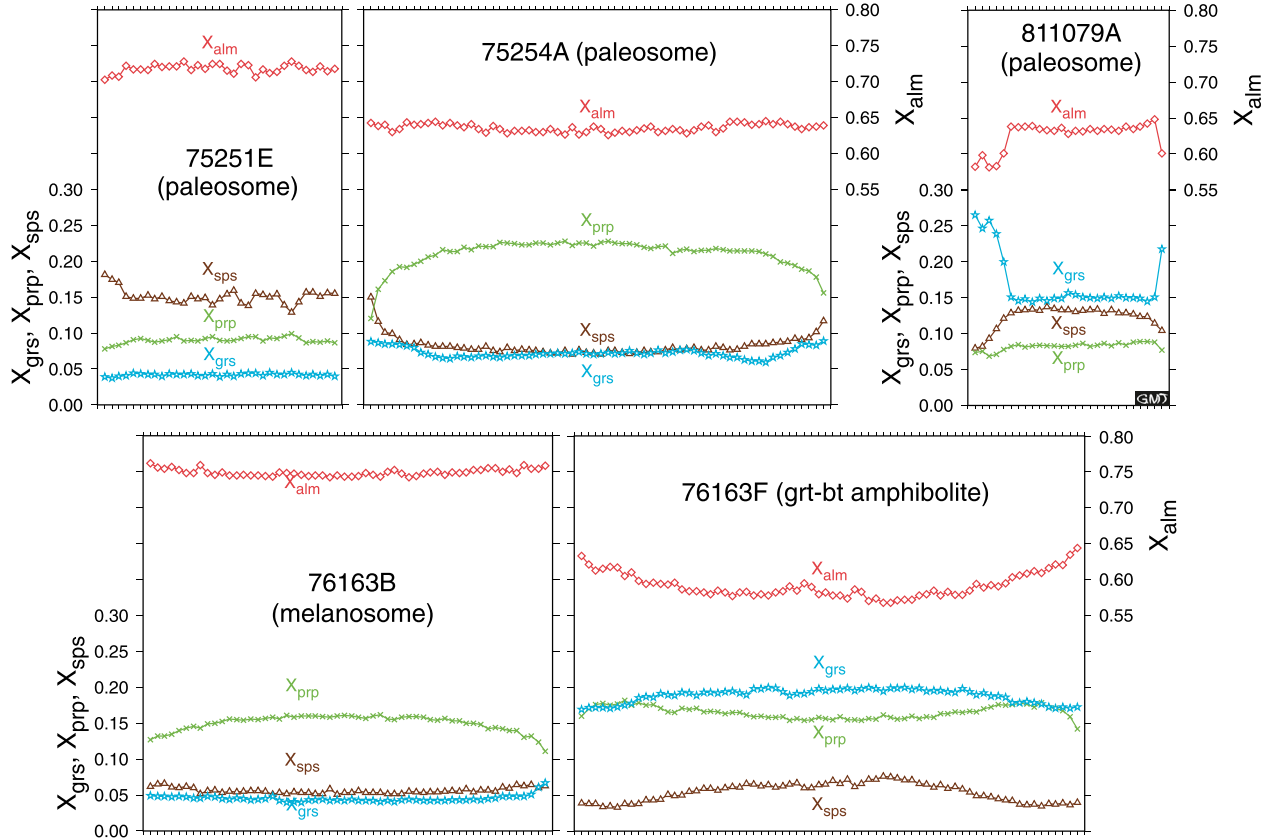 75251E
(paleosome)
Xalm
Xsps
Xprp
Xgrs
Xgrs, Xprp, Xsps
0.30
0.25
0.20
0.15
0.10
0.05
0.00
75254A (paleosome)
Xalm
Xprp
Xsps
Xgrs
0.80
0.75
0.70
0.65
0.60
0.55
Xalm
811079A
(paleosome)
Xalm
Xgrs
Xsps
Xprp
Xgrs, Xprp, Xsps
0.30
0.25
0.20
0.15
0.10
0.05
0.00
0.80
0.75
0.70
0.65
0.60
0.55
Xalm
GMT
76163B
(melanosome)
Xalm
Xprp
Xsps
Xgrs
Xgrs, Xprp, Xsps
0.30
0.25
0.20
0.15
0.10
0.05
0.00
76163F (grt-bt amphibolite)
Xalm
Xgrs
Xprp
Xsps
0.80
0.75
0.70
0.65
0.60
0.55
Xalm